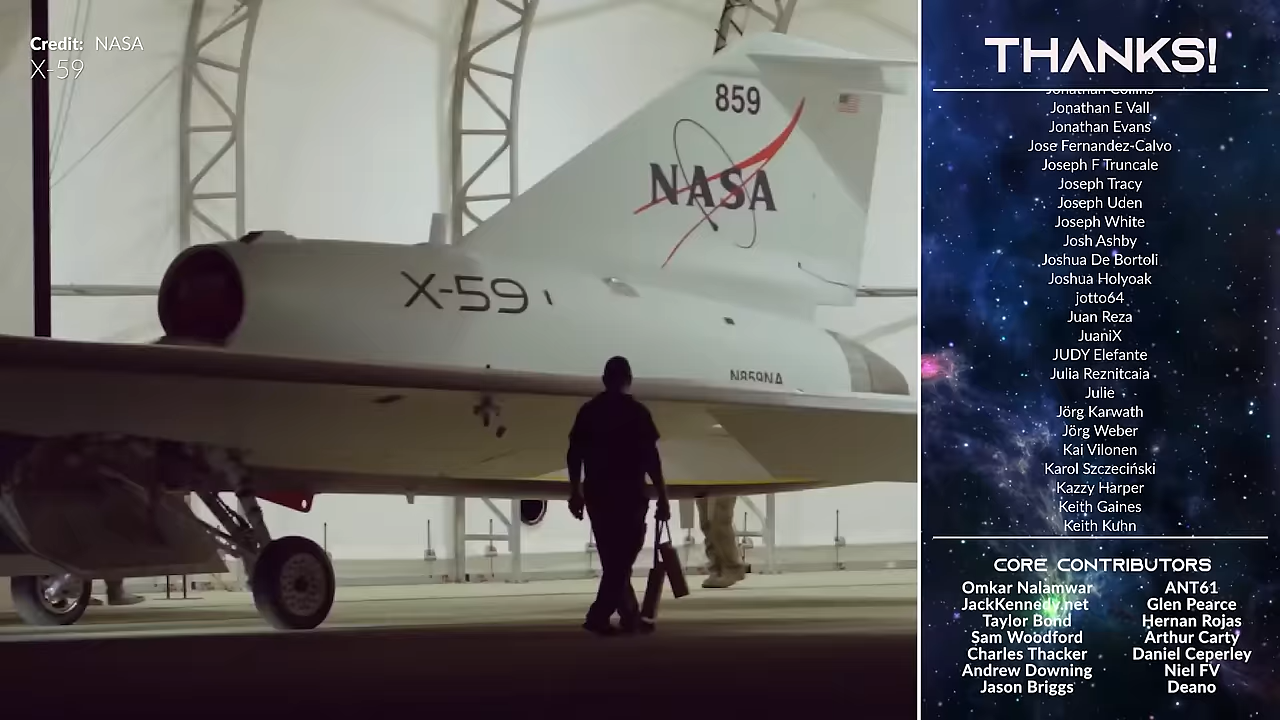 Credit: NASA
X-59
859
NASA
X-59
N859NA
THANKS!
Jonathan Collins
Jonathan E Vall
Jonathan Evans
Jose Fernandez-Calvo
Joseph F Truncale
Joseph Tracy
Joseph Uden
Joseph White
Josh Ashby
Joshua De Bortoli
Joshua Holyoak
jotto64
Juan Reza
JuaniX
JUDY Elefante
Julia Reznitcaia
Julie
Jörg Karwath
Jörg Weber
Kai Vilonen
Karol Szczeciński
Kazzy Harper
Keith Gaines
Keith Kuhn
CORE CONTRIBUTORS
Omkar Nalamwar
JackKennedy.net
Taylor Bond
Sam Woodford
Charles Thacker
Andrew Downing
Jason Briggs
ANT61
Glen Pearce
Hernan Rojas
Arthur Carty
Daniel Ceperley
Niel FV
Deano